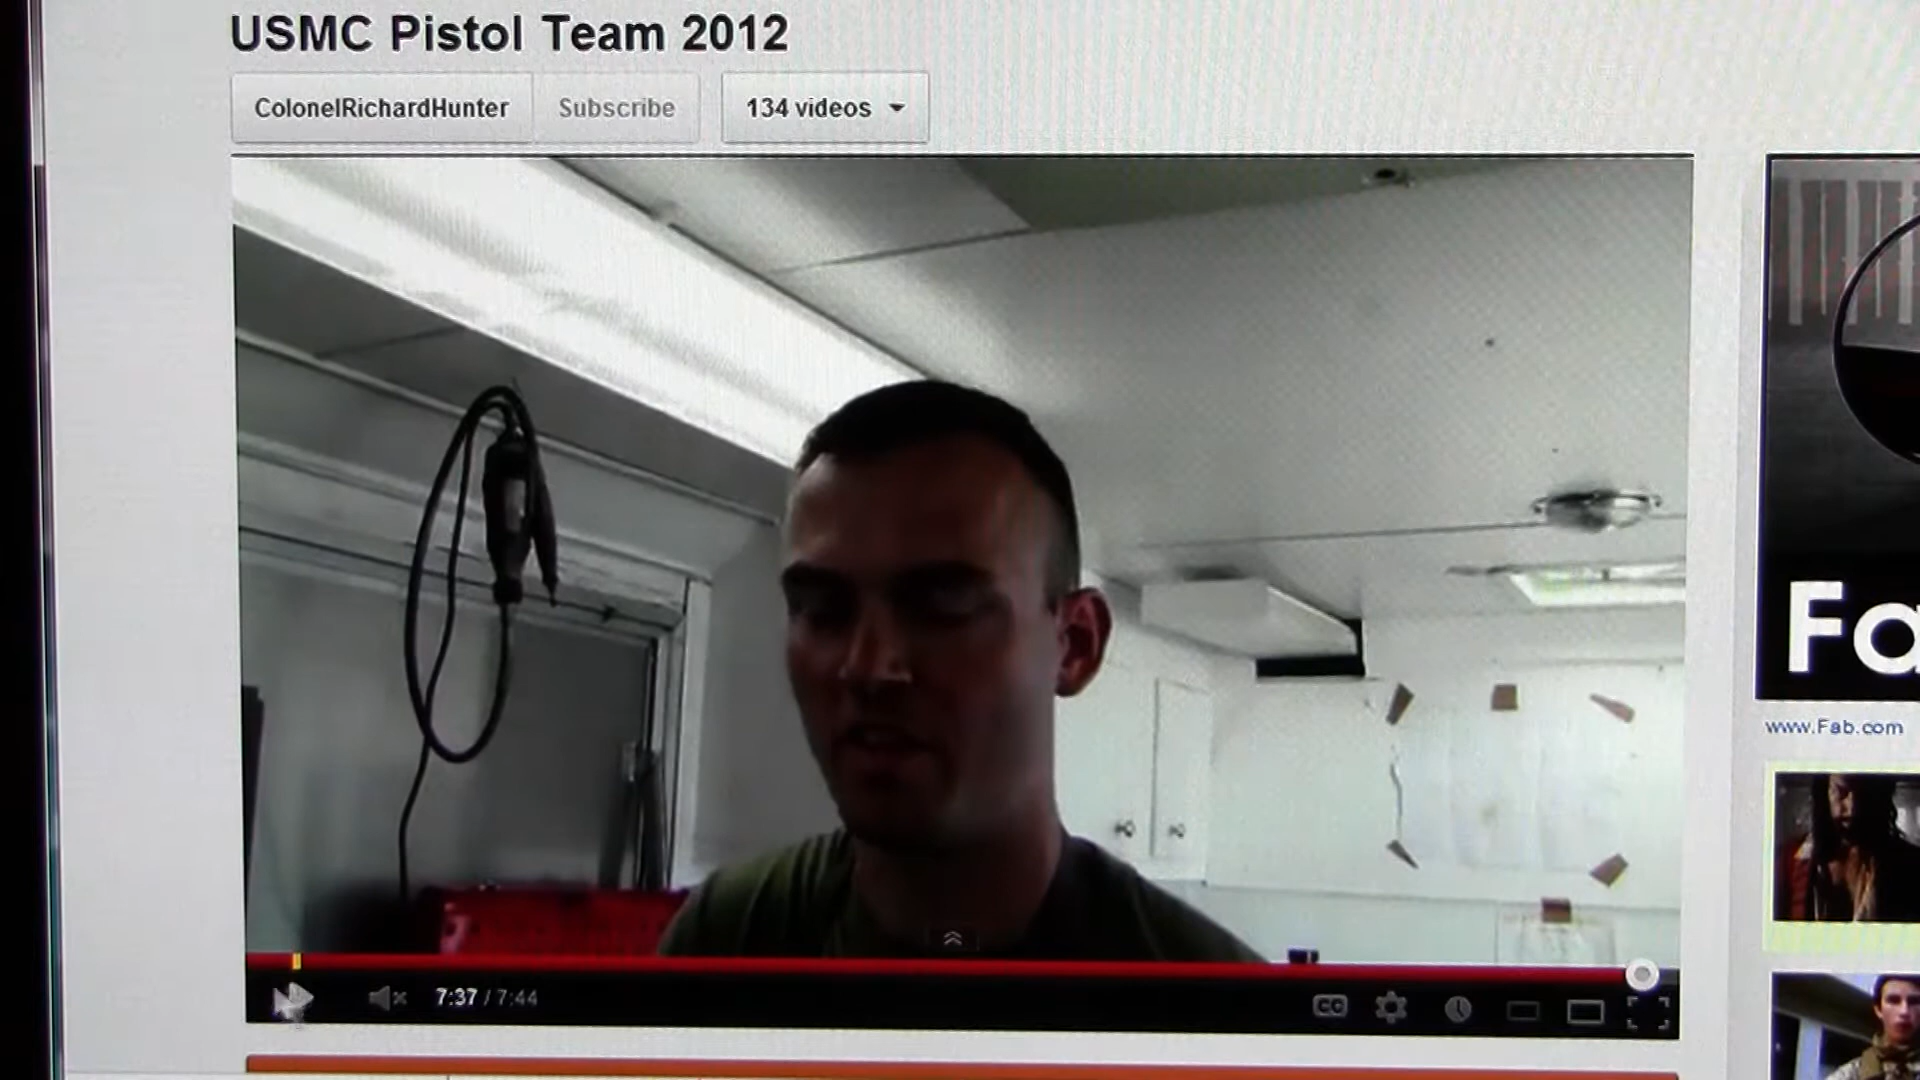 USMC Pistol Team 2012
ColonelRichardHunter Subscribe 134 videos
Fa
www.Fab.com
7:37 / 7:44
CC